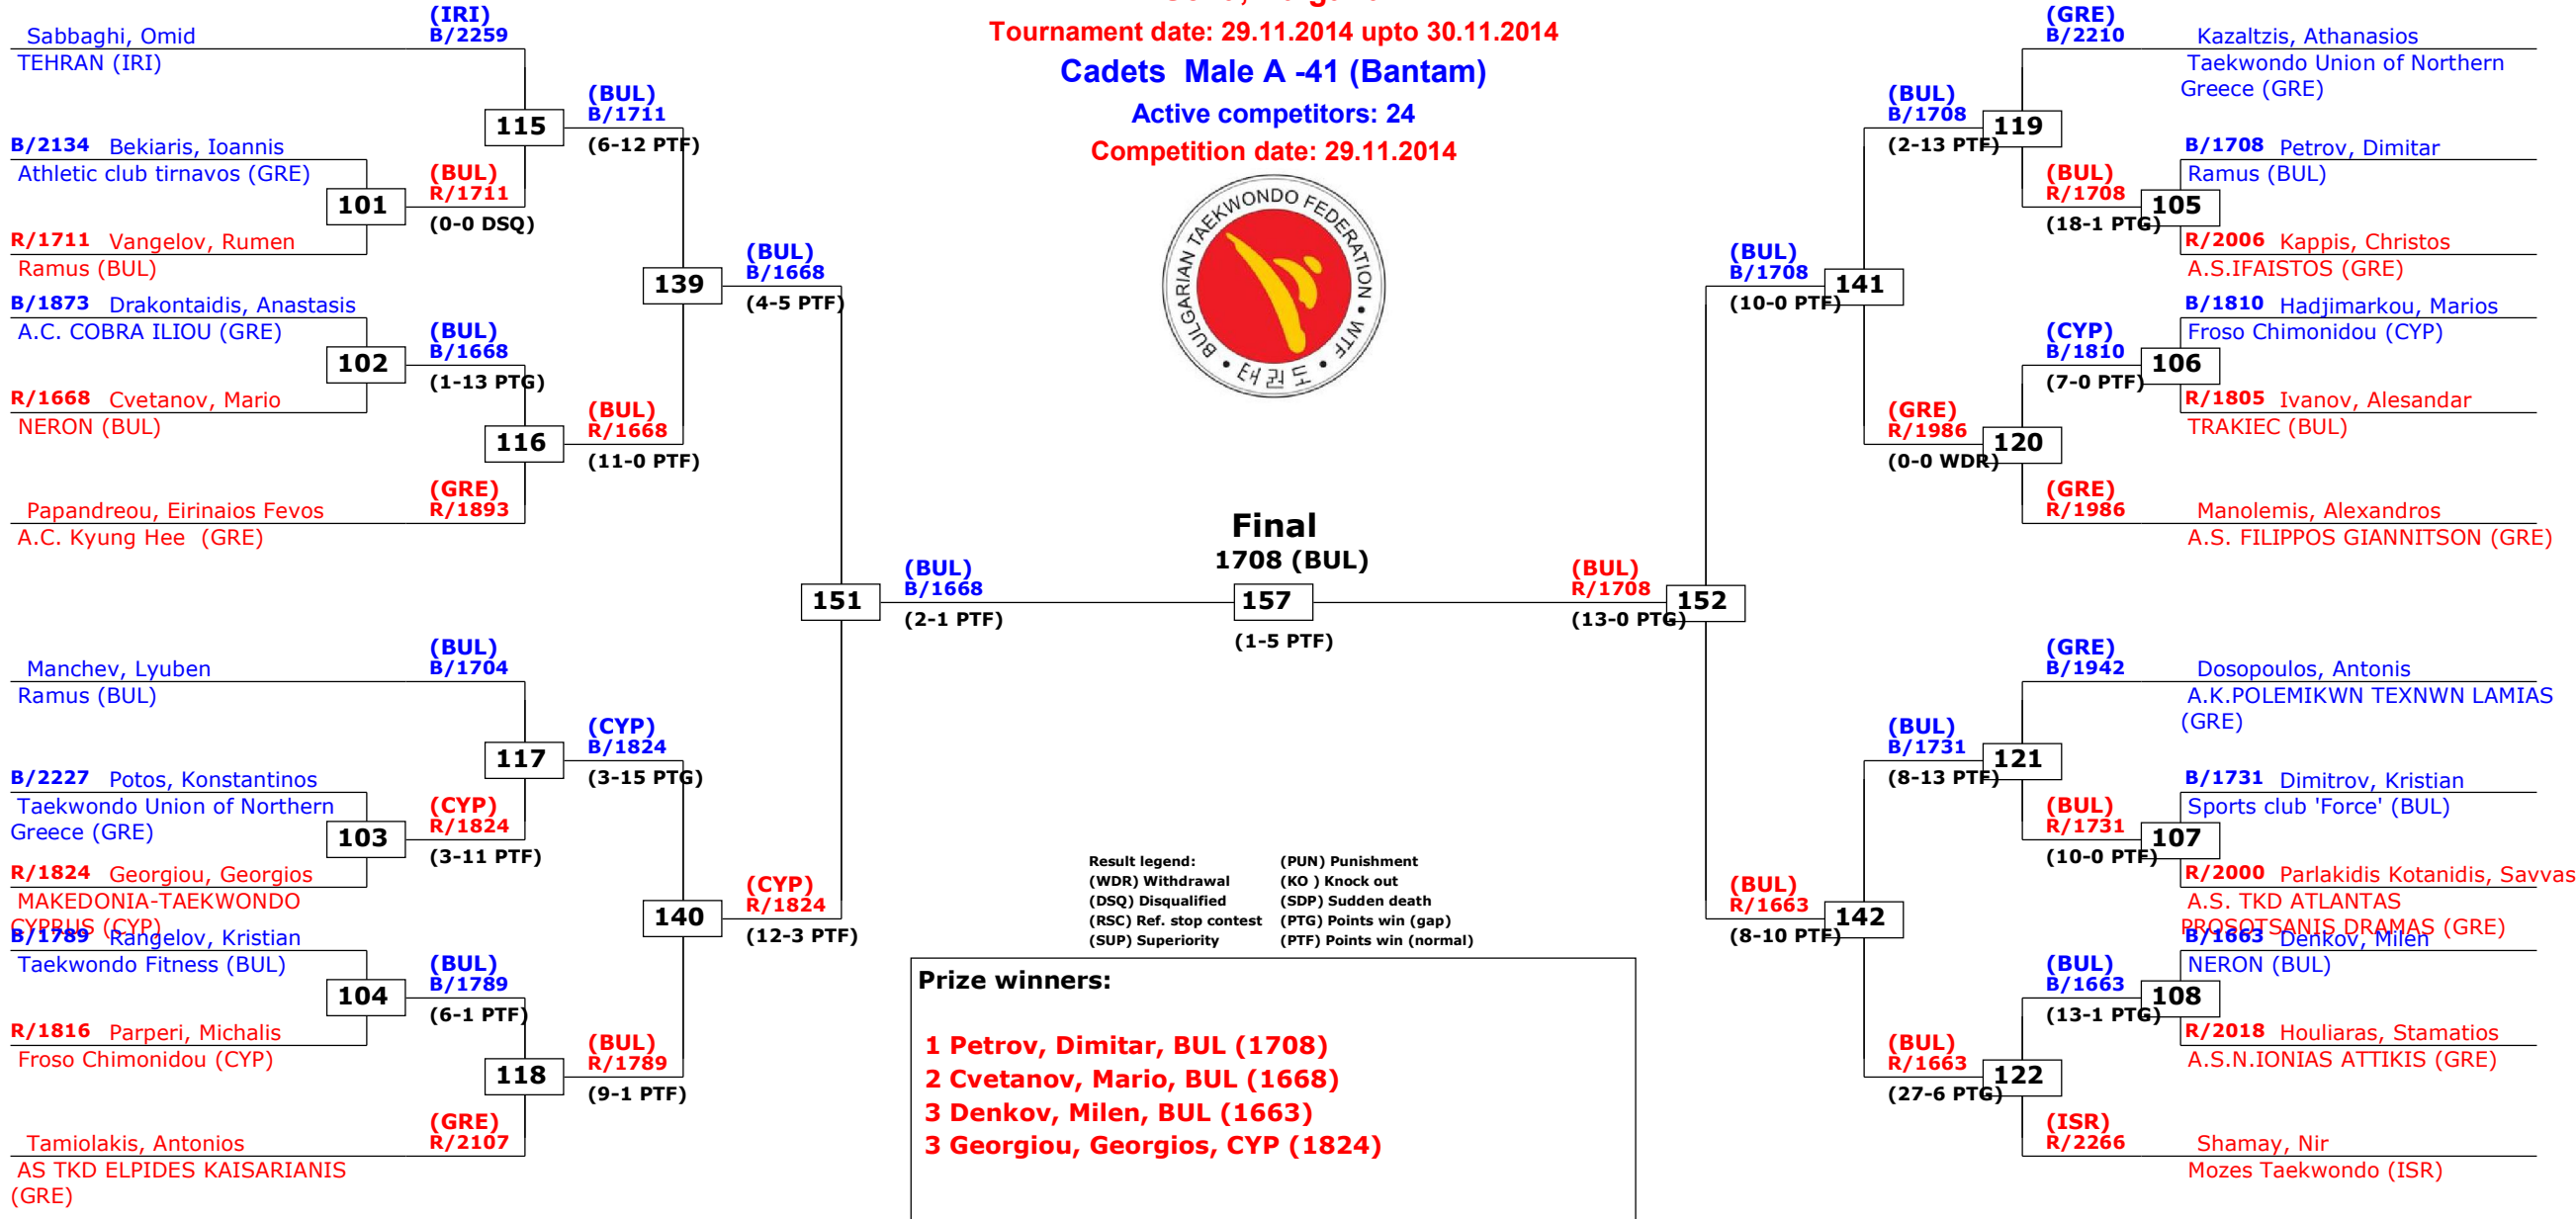 Tournament date: 29.11.2014 upto 30.11.2014
Cadets Male A -41 (Bantam)
Active competitors: 24
Competition date: 29.11.2014
BULGARIAN TAEKWONDO FEDERATION • WTF •
태권도
(IRI)
Sabbaghi, Omid B/2259
TEHRAN (IRI)
115
(BUL)
B/1711
(6-12 PTF)
B/2134 Bekiaris, Ioannis
Athletic club tirnavos (GRE)
101
(BUL)
R/1711
(0-0 DSQ)
R/1711 Vangelov, Rumen
Ramus (BUL)
139
(BUL)
B/1668
(4-5 PTF)
B/1873 Drakontaidis, Anastasis
A.C. COBRA ILIOU (GRE)
102
(BUL)
B/1668
(1-13 PTG)
R/1668 Cvetanov, Mario
NERON (BUL)
116
(BUL)
R/1668
(11-0 PTF)
(GRE)
Papandreou, Eirinaios Fevos R/1893
A.C. Kyung Hee (GRE)
151
(BUL)
B/1668
(2-1 PTF)
(BUL)
Manchev, Lyuben B/1704
Ramus (BUL)
117
(CYP)
B/1824
(3-15 PTG)
B/2227 Potos, Konstantinos
Taekwondo Union of Northern
Greece (GRE)
103
(CYP)
R/1824
(3-11 PTF)
R/1824 Georgiou, Georgios
MAKEDONIA-TAEKWONDO
CYPRUS (CYP)
140
(CYP)
R/1824
(12-3 PTF)
B/1789 Rangelov, Kristian
Taekwondo Fitness (BUL)
104
(BUL)
B/1789
(6-1 PTF)
R/1816 Parperi, Michalis
Froso Chimonidou (CYP)
118
(BUL)
R/1789
(9-1 PTF)
(GRE)
Tamiolakis, Antonios R/2107
AS TKD ELPIDES KAISARIANIS
(GRE)
Final
1708 (BUL)
157
(1-5 PTF)
(BUL)
R/1708
(13-0 PTG)
152
(GRE)
B/2210 Kazaltzis, Athanasios
Taekwondo Union of Northern
Greece (GRE)
(BUL)
B/1708
(2-13 PTF)
119
B/1708 Petrov, Dimitar
Ramus (BUL)
(BUL)
R/1708
(18-1 PTG)
105
R/2006 Kappis, Christos
A.S.IFAISTOS (GRE)
(BUL)
B/1708
(10-0 PTF)
141
B/1810 Hadjimarkou, Marios
Froso Chimonidou (CYP)
(CYP)
B/1810
(7-0 PTF)
106
R/1805 Ivanov, Alesandar
TRAKIEC (BUL)
(GRE)
R/1986
(0-0 WDR)
120
(GRE)
R/1986 Manolemis, Alexandros
A.S. FILIPPOS GIANNITSON (GRE)
(GRE)
B/1942 Dosopoulos, Antonis
A.K.POLEMIKWN TEXNWN LAMIAS
(GRE)
(BUL)
B/1731
(8-13 PTF)
121
B/1731 Dimitrov, Kristian
Sports club 'Force' (BUL)
(BUL)
R/1731
(10-0 PTF)
107
R/2000 Parlakidis Kotanidis, Savvas
A.S. TKD ATLANTAS
PROSOTSANIS DRAMAS (GRE)
(BUL)
R/1663
(8-10 PTF)
142
B/1663 Denkov, Milen
NERON (BUL)
(BUL)
B/1663
(13-1 PTG)
108
R/2018 Houliaras, Stamatios
A.S.N.IONIAS ATTIKIS (GRE)
(BUL)
R/1663
(27-6 PTG)
122
(ISR)
R/2266 Shamay, Nir
Mozes Taekwondo (ISR)
Result legend: (PUN) Punishment
(WDR) Withdrawal (KO ) Knock out
(DSQ) Disqualified (SDP) Sudden death
(RSC) Ref. stop contest (PTG) Points win (gap)
(SUP) Superiority (PTF) Points win (normal)
Prize winners:
1 Petrov, Dimitar, BUL (1708)
2 Cvetanov, Mario, BUL (1668)
3 Denkov, Milen, BUL (1663)
3 Georgiou, Georgios, CYP (1824)